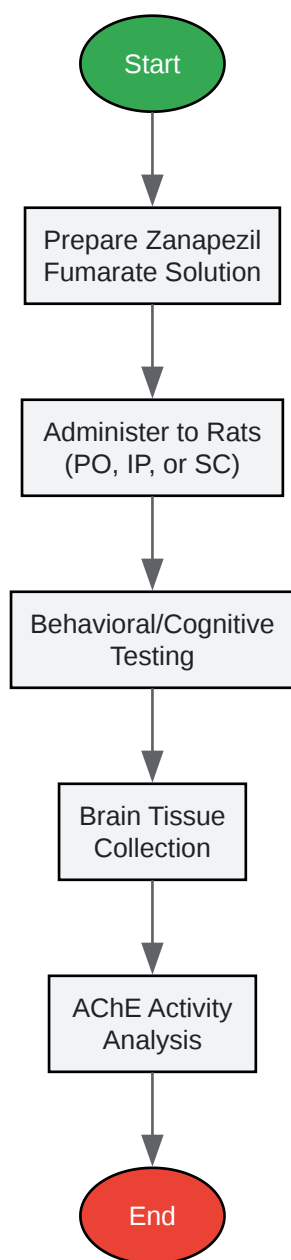 Start
Prepare Zanapezil
Fumarate Solution
Administer to Rats
(PO, IP, or SC)
Behavioral/Cognitive
Testing
Brain Tissue
Collection
AChE Activity
Analysis
End